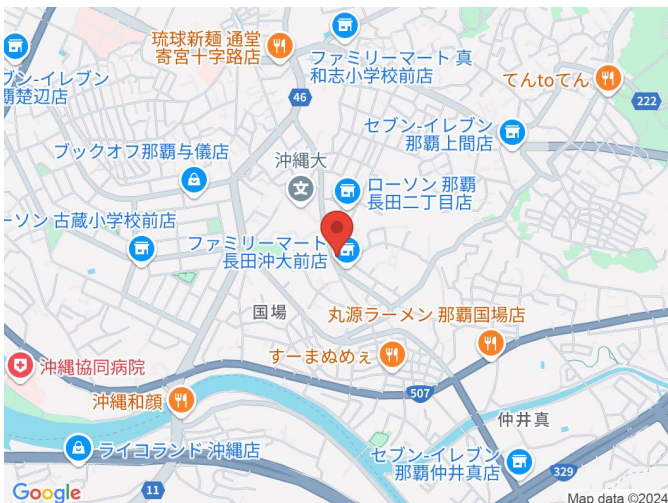 琉球新麺 通堂
寄宮十字路店
ファミリーマート 真
和志小学校前店
ブン-イレブン
覇楚辺店
てんtoてん
46
222
セブン-イレブン
那覇上間店
ブックオフ那覇与儀店
沖縄大
文
ローソン 那覇
長田二丁目店
ーソン 古蔵小学校前店
ファミリーマート
長田沖大前店
国場
丸源ラーメン 那覇国場店
すーまぬめぇ
沖縄協同病院
507
沖縄和顔
仲井真
ライコランド 沖縄店
セブン-イレブン
那覇仲井真店
329
11
Google
Map data ©2024